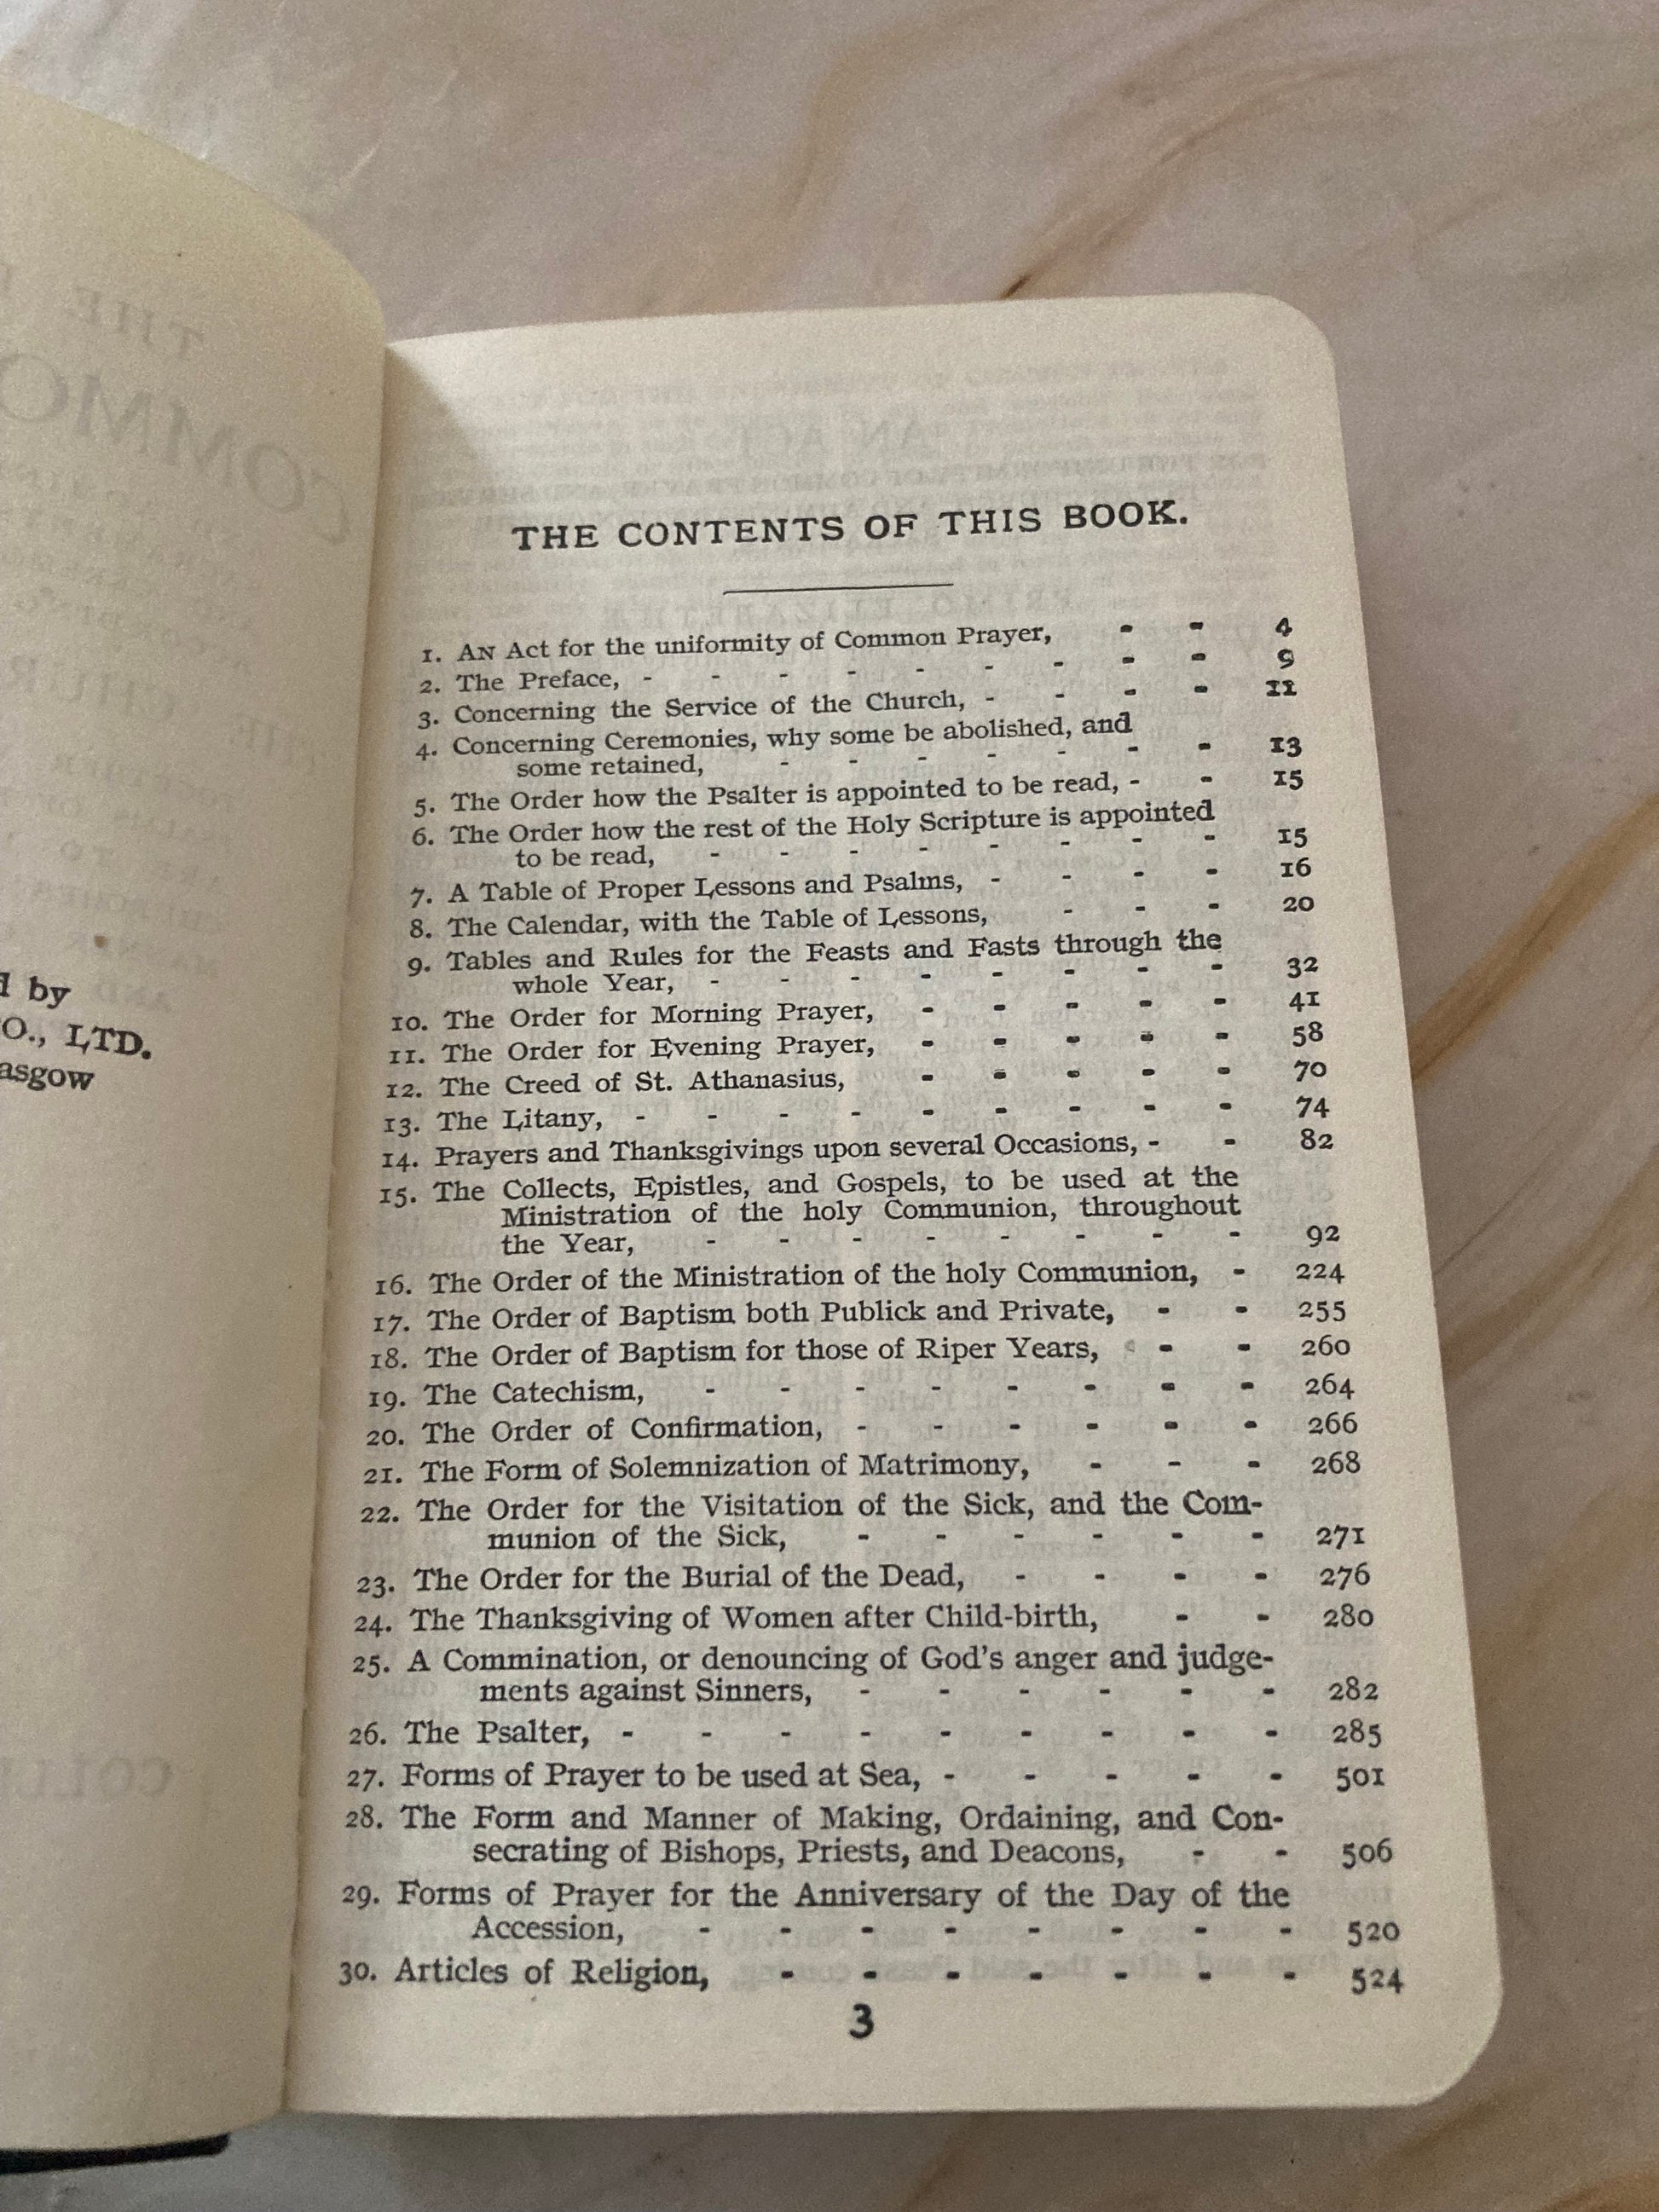 d by
O., LTD.
asgow
THE CONTENTS OF THIS BOOK.
1. AN Act for the uniformity of Common Prayer, - - 4
2. The Preface, - - - - - - - - - 9
3. Concerning the Service of the Church, - - - - 11
4. Concerning Ceremonies, why some be abolished, and
some retained, - - - - - - - 13
5. The Order how the Psalter is appointed to be read, - - 15
6. The Order how the rest of the Holy Scripture is appointed
to be read, - - - - - - - - 15
7. A Table of Proper Lessons and Psalms, - - - - 16
8. The Calendar, with the Table of Lessons, - - - 20
9. Tables and Rules for the Feasts and Fasts through the
whole Year, - - - - - - - - 32
10. The Order for Morning Prayer, - - - - - 41
11. The Order for Evening Prayer, - - - - - 58
12. The Creed of St. Athanasius, - - - - - 70
13. The Litany, - - - - - - - - - 74
14. Prayers and Thanksgivings upon several Occasions, - - 82
15. The Collects, Epistles, and Gospels, to be used at the
Ministration of the holy Communion, throughout
the Year, - - - - - - - - 92
16. The Order of the Ministration of the holy Communion, - 224
17. The Order of Baptism both Publick and Private, - - 255
18. The Order of Baptism for those of Riper Years, - - 260
19. The Catechism, - - - - - - - - 264
20. The Order of Confirmation, - - - - - - 266
21. The Form of Solemnization of Matrimony, - - - 268
22. The Order for the Visitation of the Sick, and the Com-
munion of the Sick, - - - - - - 271
23. The Order for the Burial of the Dead, - - - - 276
24. The Thanksgiving of Women after Child-birth, - - 280
25. A Commination, or denouncing of God's anger and judge-
ments against Sinners, - - - - - - 282
26. The Psalter, - - - - - - - - - 285
27. Forms of Prayer to be used at Sea, - - - - - 501
28. The Form and Manner of Making, Ordaining, and Con-
secrating of Bishops, Priests, and Deacons, - - 506
29. Forms of Prayer for the Anniversary of the Day of the
Accession, - - - - - - - - 520
30. Articles of Religion, - - - - - - - 524
3